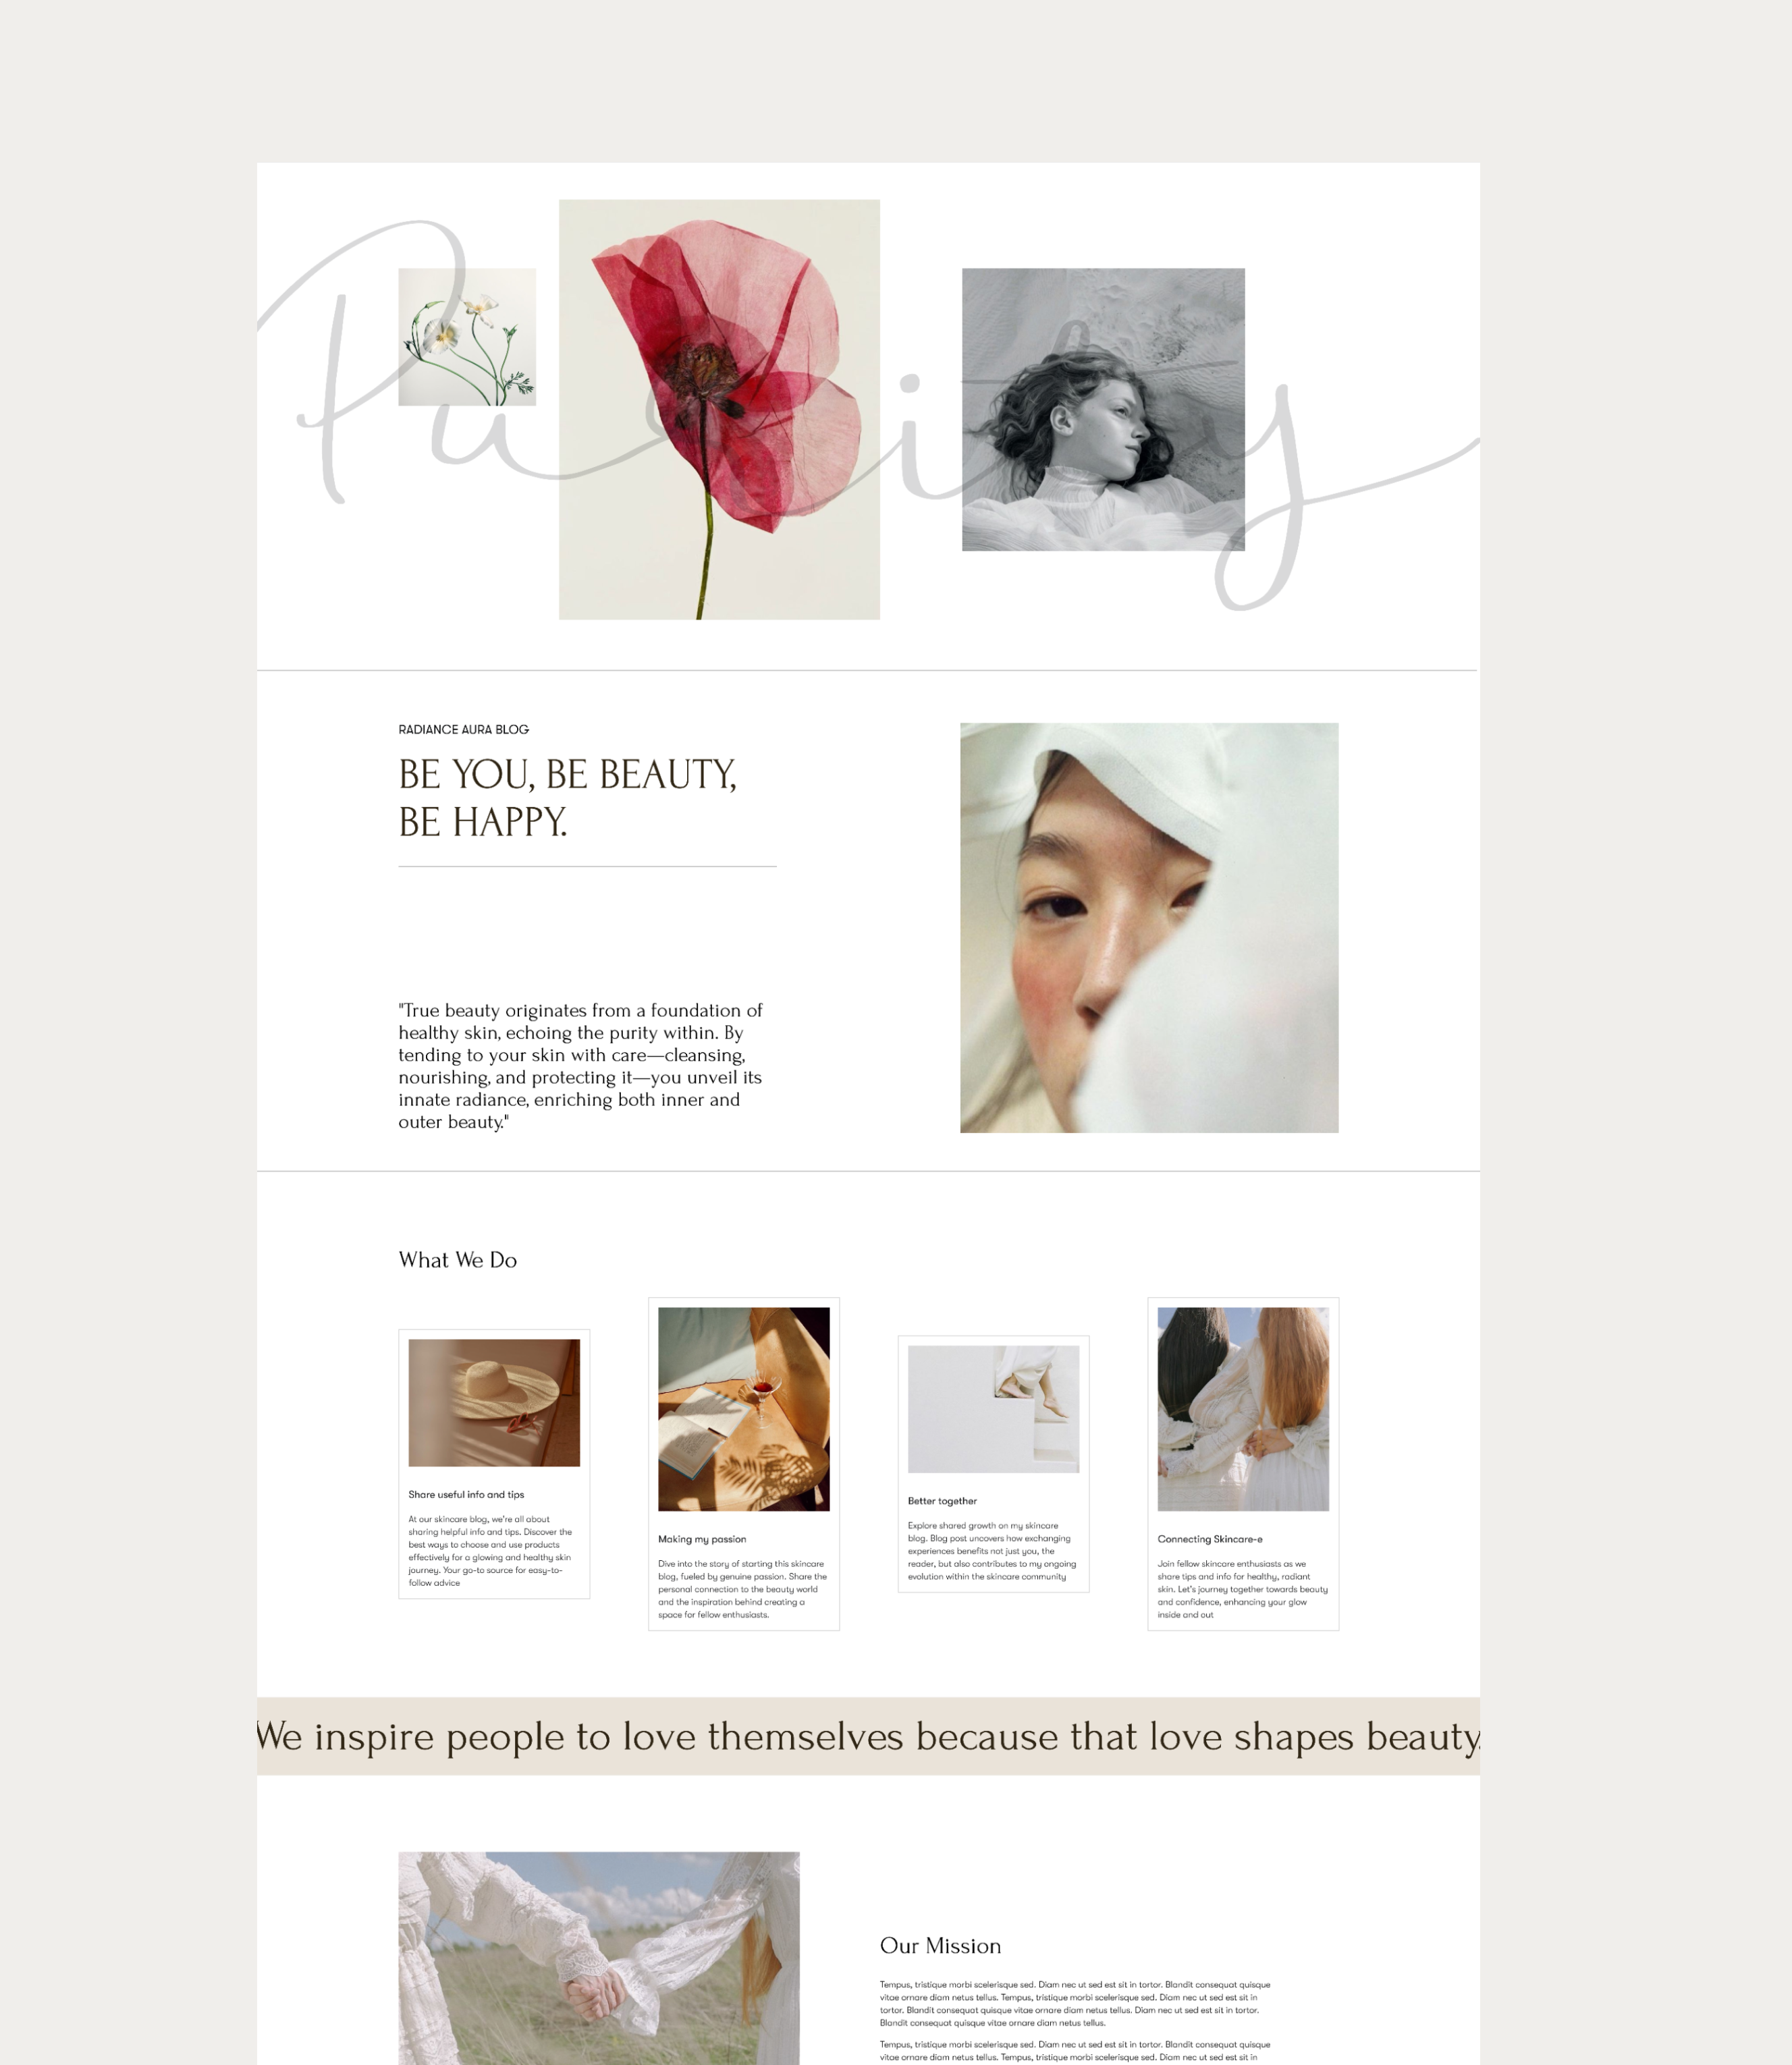 Purity
RADIANCE AURA BLOG
BE YOU, BE BEAUTY,
BE HAPPY.
"True beauty originates from a foundation of
healthy skin, echoing the purity within. By
tending to your skin with care—cleansing,
nourishing, and protecting it—you unveil its
innate radiance, enriching both inner and
outer beauty."
What We Do
Share useful info and tips
At our skincare blog, we're all about
sharing helpful info and tips. Discover the
best ways to choose and use products
effectively for a glowing and healthy skin
journey. Your go-to source for easy-to-
follow advice
Making my passion
Dive into the story of starting this skincare
blog, fueled by genuine passion. Share the
personal connection to the beauty world
and the inspiration behind creating a
space for fellow enthusiasts.
Better together
Explore shared growth on my skincare
blog. Blog post uncovers how exchanging
experiences benefits not just you, the
reader, but also contributes to my ongoing
evolution within the skincare community
Connecting Skincare-e
Join fellow skincare enthusiasts as we
share tips and info for healthy, radiant
skin. Let's journey together towards beauty
and confidence, enhancing your glow
inside and out
We inspire people to love themselves because that love shapes beauty.
Our Mission
Tempus, tristique morbi scelerisque sed. Diam nec ut sed est sit in tortor. Blandit consequat quisque
vitae ornare diam netus tellus. Tempus, tristique morbi scelerisque sed. Diam nec ut sed est sit in
tortor. Blandit consequat quisque vitae ornare diam netus tellus. Diam nec ut sed est sit in tortor.
Blandit consequat quisque vitae ornare diam netus tellus.
Tempus, tristique morbi scelerisque sed. Diam nec ut sed est sit in tortor. Blandit consequat quisque
vitae ornare diam netus tellus. Tempus, tristique morbi scelerisque sed. Diam nec ut sed est sit in